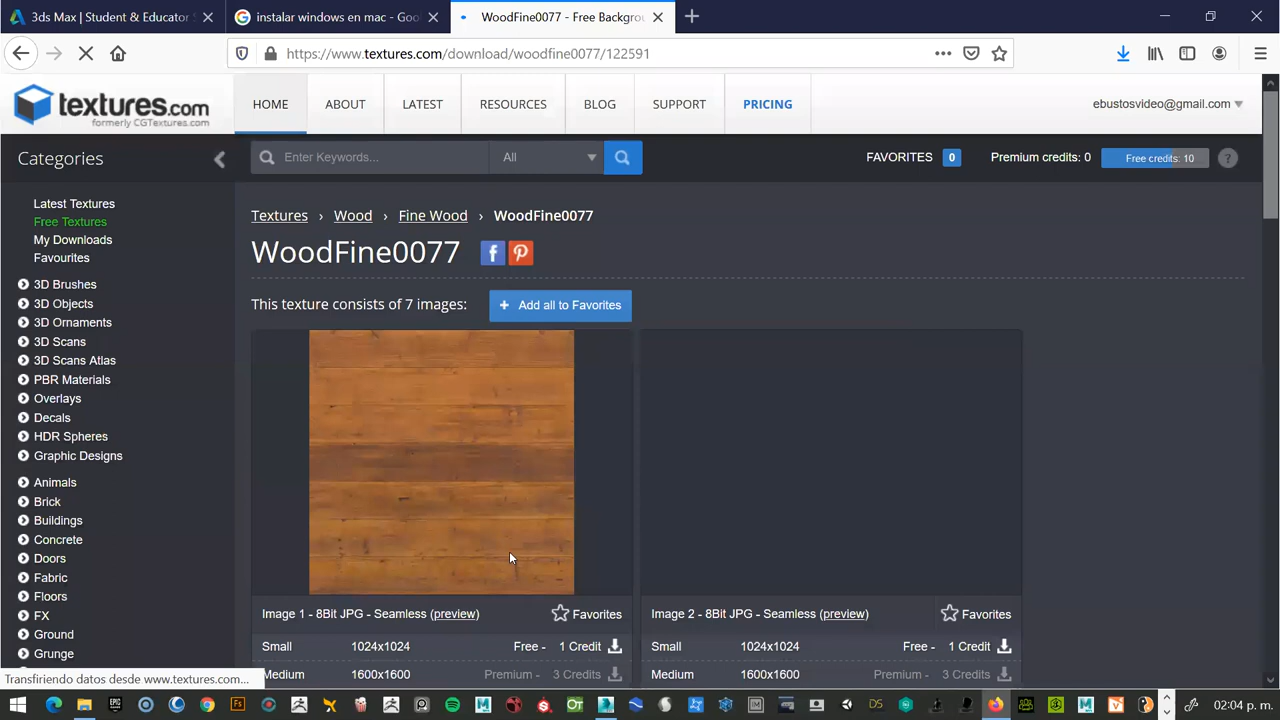 3ds Max | Student & Educator
instalar windows en mac - Goo
WoodFine0077 - Free Backgrou
https://www.textures.com/download/woodfine0077/122591
textures.com
formerly CGTextures.com
HOME
ABOUT
LATEST
RESOURCES
BLOG
SUPPORT
PRICING
ebustosvideo@gmail.com
Categories
Enter Keywords...
All
FAVORITES 0
Premium credits: 0
Free credits: 10
?
Latest Textures
Free Textures
My Downloads
Favourites
3D Brushes
3D Objects
3D Ornaments
3D Scans
3D Scans Atlas
PBR Materials
Overlays
Decals
HDR Spheres
Graphic Designs
Animals
Brick
Buildings
Concrete
Doors
Fabric
Floors
FX
Ground
Grunge
Textures › Wood › Fine Wood › WoodFine0077
WoodFine0077
This texture consists of 7 images:
+ Add all to Favorites
Image 1 - 8Bit JPG - Seamless (preview)
Favorites
Small 1024x1024 Free - 1 Credit
Medium 1600x1600 Premium - 3 Credits
Image 2 - 8Bit JPG - Seamless (preview)
Favorites
Small 1024x1024 Free - 1 Credit
Medium 1600x1600 Premium - 3 Credits
Transfiriendo datos desde www.textures.com...
02:04 p. m.